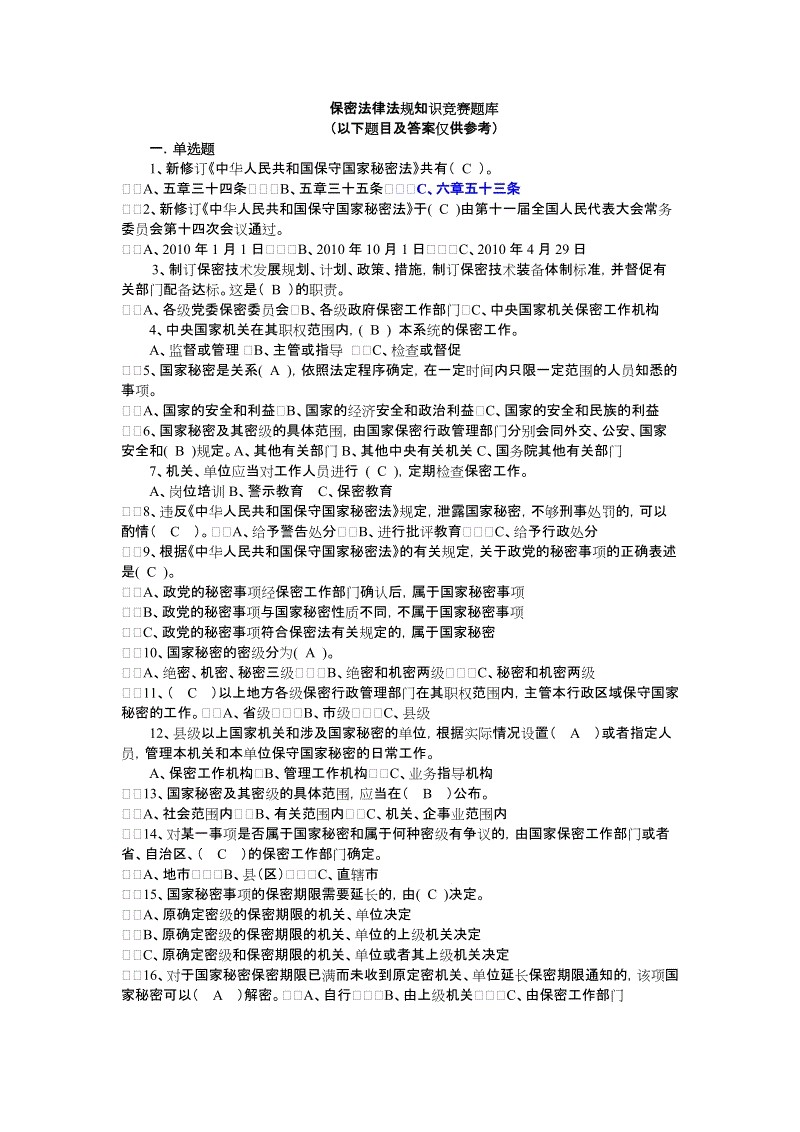 保密法律法规知识竞赛题库
（以下题目及答案仅供参考）
一．单选题
1、新修订《中华人民共和国保守国家秘密法》共有（ C ）。
□□A、五章三十四条□□□B、五章三十五条□□□C、六章五十三条
□□2、新修订《中华人民共和国保守国家秘密法》于( C )由第十一届全国人民代表大会常务
委员会第十四次会议通过。
□□A、2010 年 1 月 1 日□□□B、2010 年 10 月 1 日□□□C、2010 年 4 月 29 日
3、制订保密技术发展规划、计划、政策、措施，制订保密技术装备体制标准，并督促有
关部门配备达标。这是（ B ）的职责。
□□A、各级党委保密委员会□B、各级政府保密工作部门□C、中央国家机关保密工作机构
4、中央国家机关在其职权范围内，( B ) 本系统的保密工作。
A、监督或管理 □B、主管或指导 □□C、检查或督促
□□5、国家秘密是关系( A )，依照法定程序确定，在一定时间内只限一定范围的人员知悉的
事项。
□□A、国家的安全和利益□B、国家的经济安全和政治利益□C、国家的安全和民族的利益
□□6、国家秘密及其密级的具体范围，由国家保密行政管理部门分别会同外交、公安、国家
安全和( B )规定。A、其他有关部门 B、其他中央有关机关 C、国务院其他有关部门
7、机关、单位应当对工作人员进行 ( C )，定期检查保密工作。
A、岗位培训 B、警示教育 C、保密教育
□□8、违反《中华人民共和国保守国家秘密法》规定，泄露国家秘密，不够刑事处罚的，可以
酌情（ C ）。□□A、给予警告处分□□B、进行批评教育□□□C、给予行政处分
□□9、根据《中华人民共和国保守国家秘密法》的有关规定，关于政党的秘密事项的正确表述
是( C )。
□□A、政党的秘密事项经保密工作部门确认后，属于国家秘密事项
□□B、政党的秘密事项与国家秘密性质不同，不属于国家秘密事项
□□C、政党的秘密事项符合保密法有关规定的，属于国家秘密
□□10、国家秘密的密级分为( A )。
□□A、绝密、机密、秘密三级□□□B、绝密和机密两级□□□C、秘密和机密两级
□□11、（ C ）以上地方各级保密行政管理部门在其职权范围内，主管本行政区域保守国家
秘密的工作。□□A、省级□□□B、市级□□□C、县级
12、县级以上国家机关和涉及国家秘密的单位，根据实际情况设置（ A ）或者指定人
员，管理本机关和本单位保守国家秘密的日常工作。
A、保密工作机构□B、管理工作机构□□C、业务指导机构
□□13、国家秘密及其密级的具体范围，应当在（ B ）公布。
□□A、社会范围内□□B、有关范围内□□C、机关、企事业范围内
□□14、对某一事项是否属于国家秘密和属于何种密级有争议的，由国家保密工作部门或者
省、自治区、（ C ）的保密工作部门确定。
□□A、地市□□□B、县（区）□□□C、直辖市
□□15、国家秘密事项的保密期限需要延长的，由( C )决定。
□□A、原确定密级的保密期限的机关、单位决定
□□B、原确定密级的保密期限的机关、单位的上级机关决定
□□C、原确定密级和保密期限的机关、单位或者其上级机关决定
□□16、对于国家秘密保密期限已满而未收到原定密机关、单位延长保密期限通知的，该项国
家秘密可以（ A ）解密。□□A、自行□□□B、由上级机关□□□C、由保密工作部门